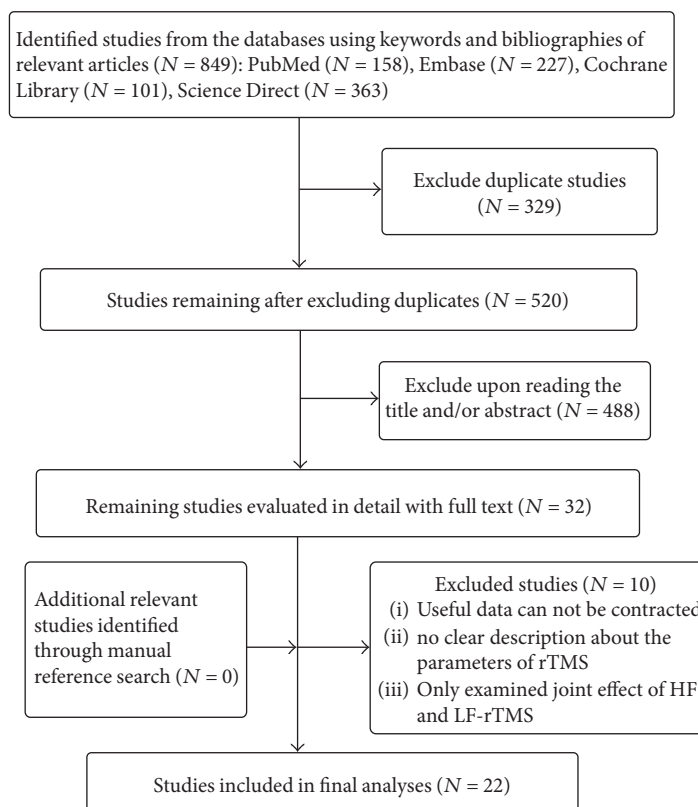 Identified studies from the databases using keywords and bibliographies of
relevant articles (N = 849): PubMed (N = 158), Embase (N = 227), Cochrane
Library (N = 101), Science Direct (N = 363)
Exclude duplicate studies
(N = 329)
Studies remaining after excluding duplicates (N = 520)
Exclude upon reading the
title and/or abstract (N = 488)
Remaining studies evaluated in detail with full text (N = 32)
Additional relevant
studies identified
through manual
reference search (N = 0)
Excluded studies (N = 10)
(i) Useful data can not be contracted
(ii) no clear description about the
parameters of rTMS
(iii) Only examined joint effect of HF
and LF-rTMS
Studies included in final analyses (N = 22)